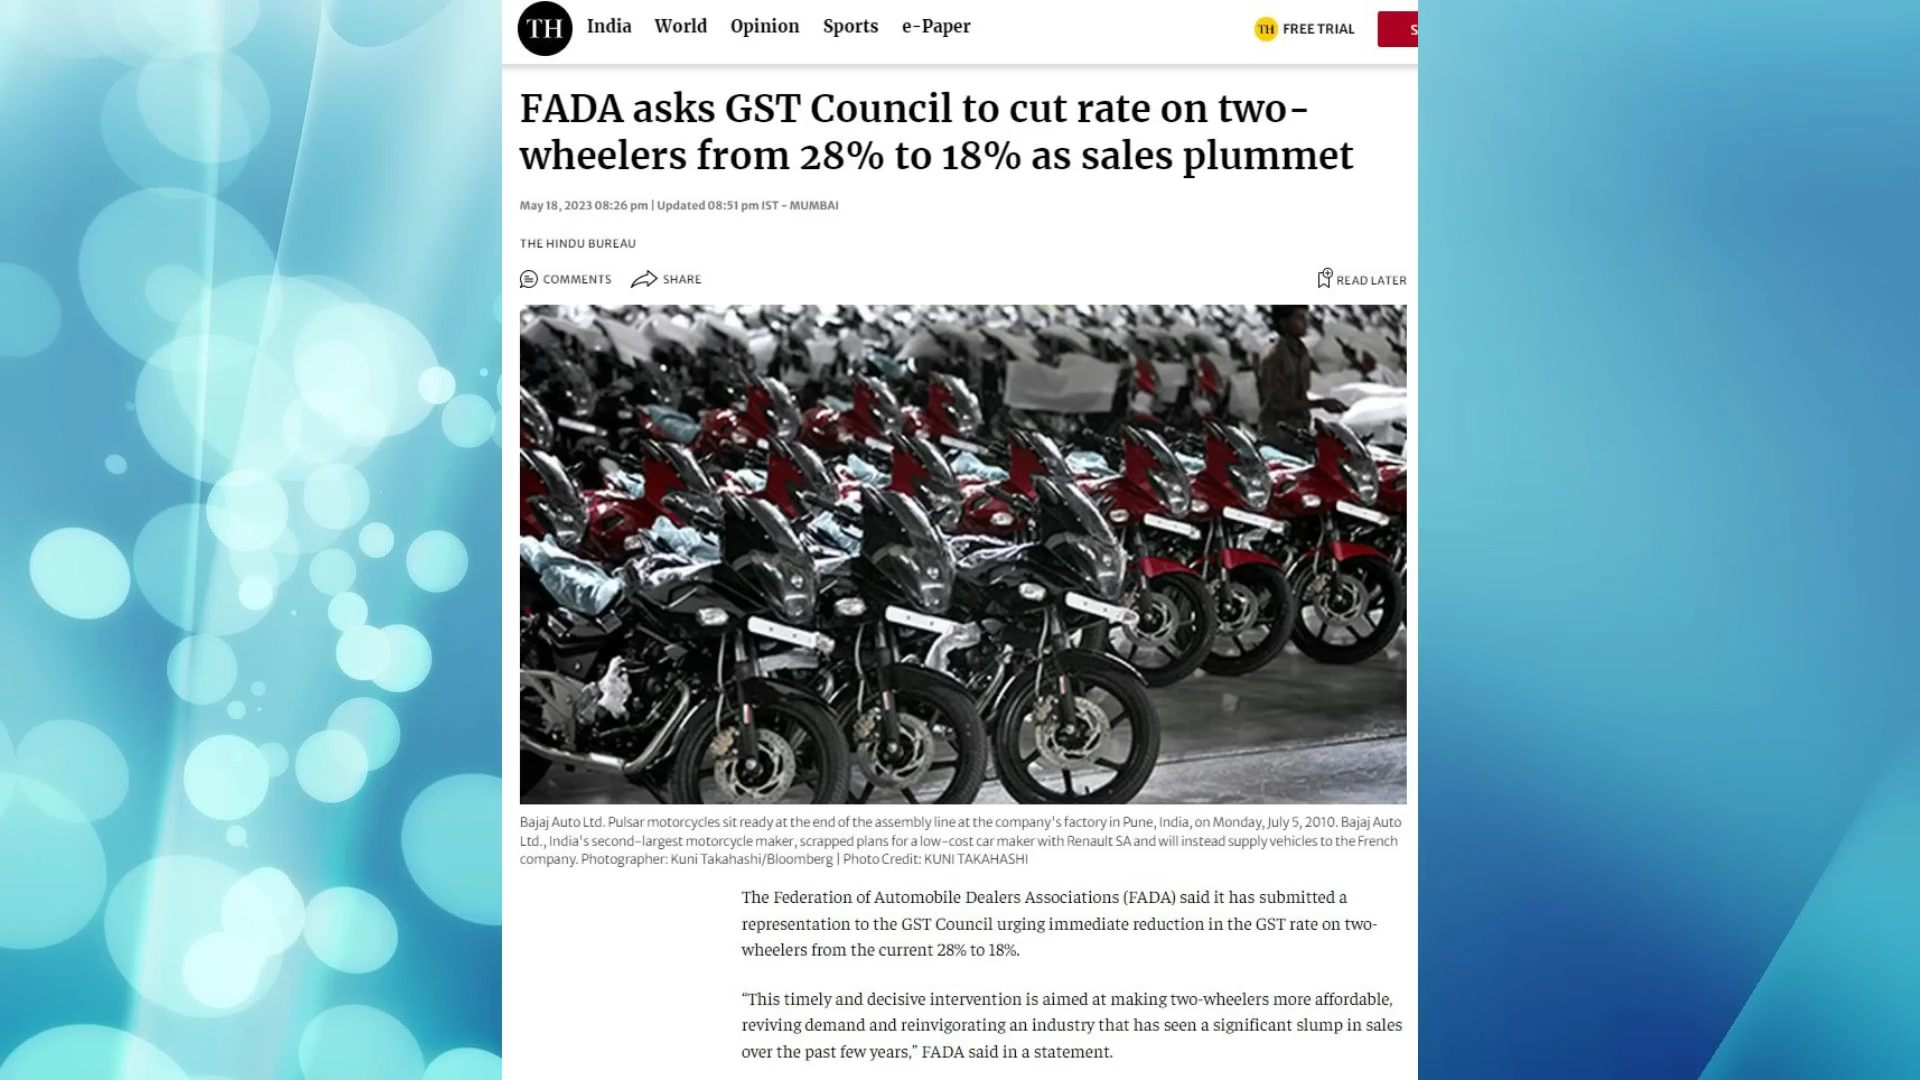 TH India World Opinion Sports e-Paper TH FREE TRIAL S
FADA asks GST Council to cut rate on two-
wheelers from 28% to 18% as sales plummet
May 18, 2023 08:26 pm | Updated 08:51 pm IST - MUMBAI
THE HINDU BUREAU
COMMENTS SHARE READ LATER
Bajaj Auto Ltd. Pulsar motorcycles sit ready at the end of the assembly line at the company's factory in Pune, India, on Monday, July 5, 2010. Bajaj Auto
Ltd., India's second-largest motorcycle maker, scrapped plans for a low-cost car maker with Renault SA and will instead supply vehicles to the French
company. Photographer: Kuni Takahashi/Bloomberg | Photo Credit: KUNI TAKAHASHI
The Federation of Automobile Dealers Associations (FADA) said it has submitted a
representation to the GST Council urging immediate reduction in the GST rate on two-
wheelers from the current 28% to 18%.
“This timely and decisive intervention is aimed at making two-wheelers more affordable,
reviving demand and reinvigorating an industry that has seen a significant slump in sales
over the past few years,” FADA said in a statement.